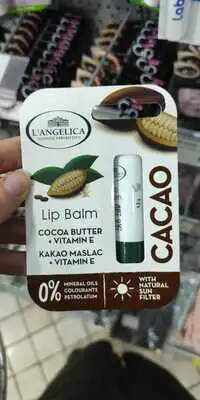 L'ANGELICA
Lip Balm
COCOA BUTTER
+ VITAMIN E
KAKAO MASLAC
+ VITAMIN E
CACAO
0%
MINERAL OILS
COLOURANTS
PETROLATUM
WITH
NATURAL
SUN
FILTER